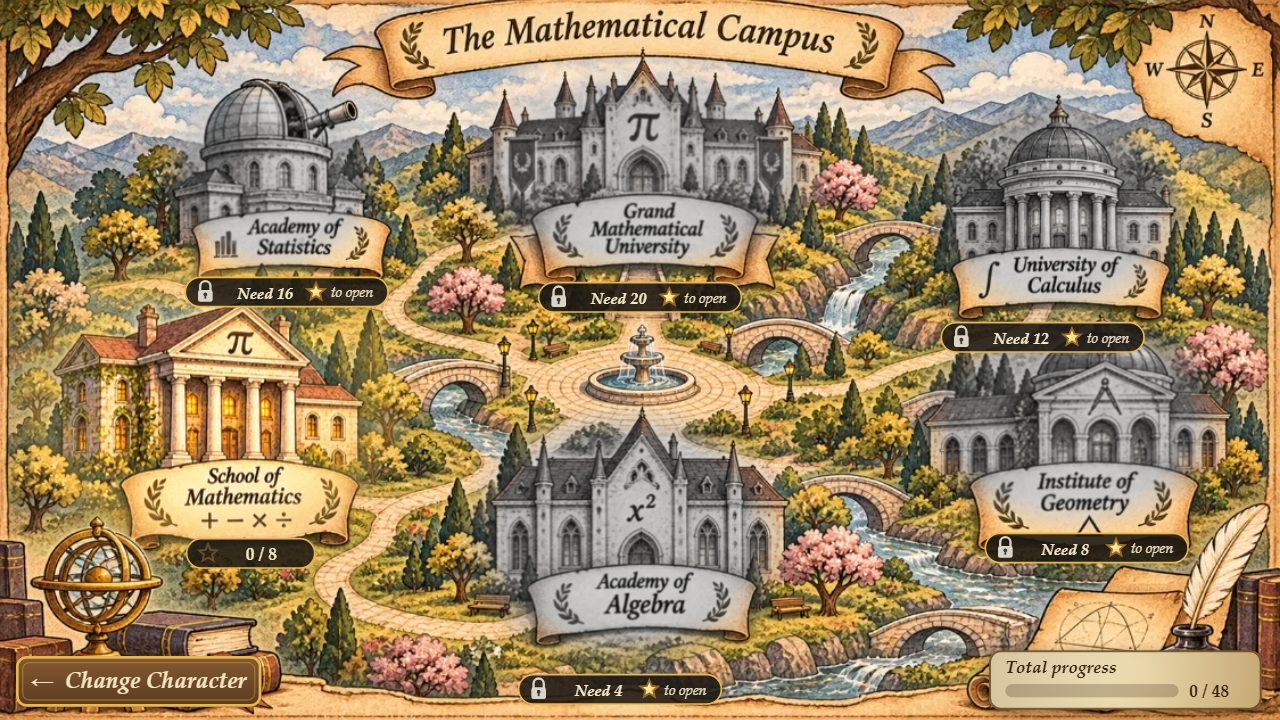 The Mathematical Campus
N
W E
S
π
Academy of
Statistics
Need 16 to open
Grand
Mathematical
University
Need 20 to open
∫ University of
Calculus
Need 12 to open
π
School of
Mathematics
+ − × ÷
0 / 8
x²
Academy of
Algebra
Need 4 to open
Institute of
Geometry
Need 8 to open
← Change Character
Total progress
0 / 48